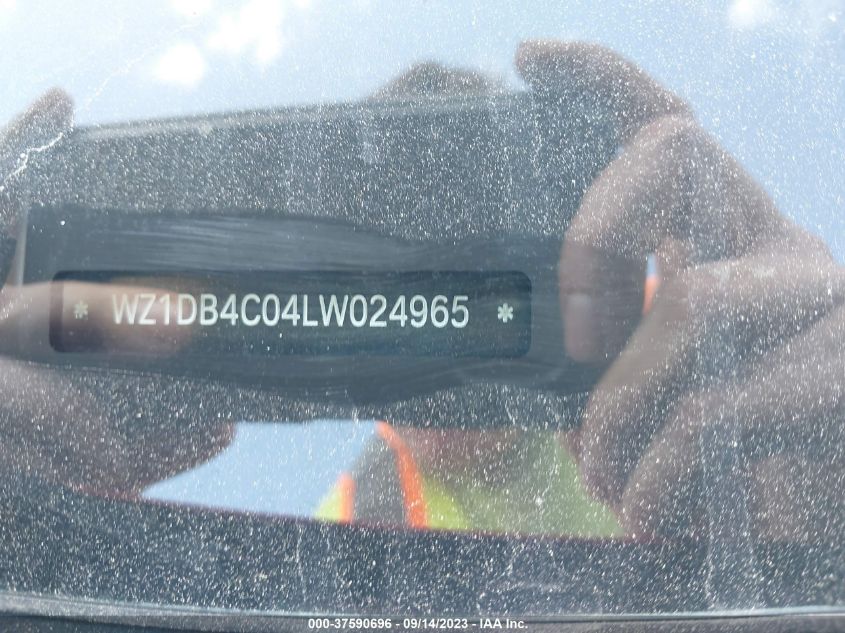 * WZ1DB4C04LW024965 *
000-37590696 - 09/14/2023 - IAA Inc.